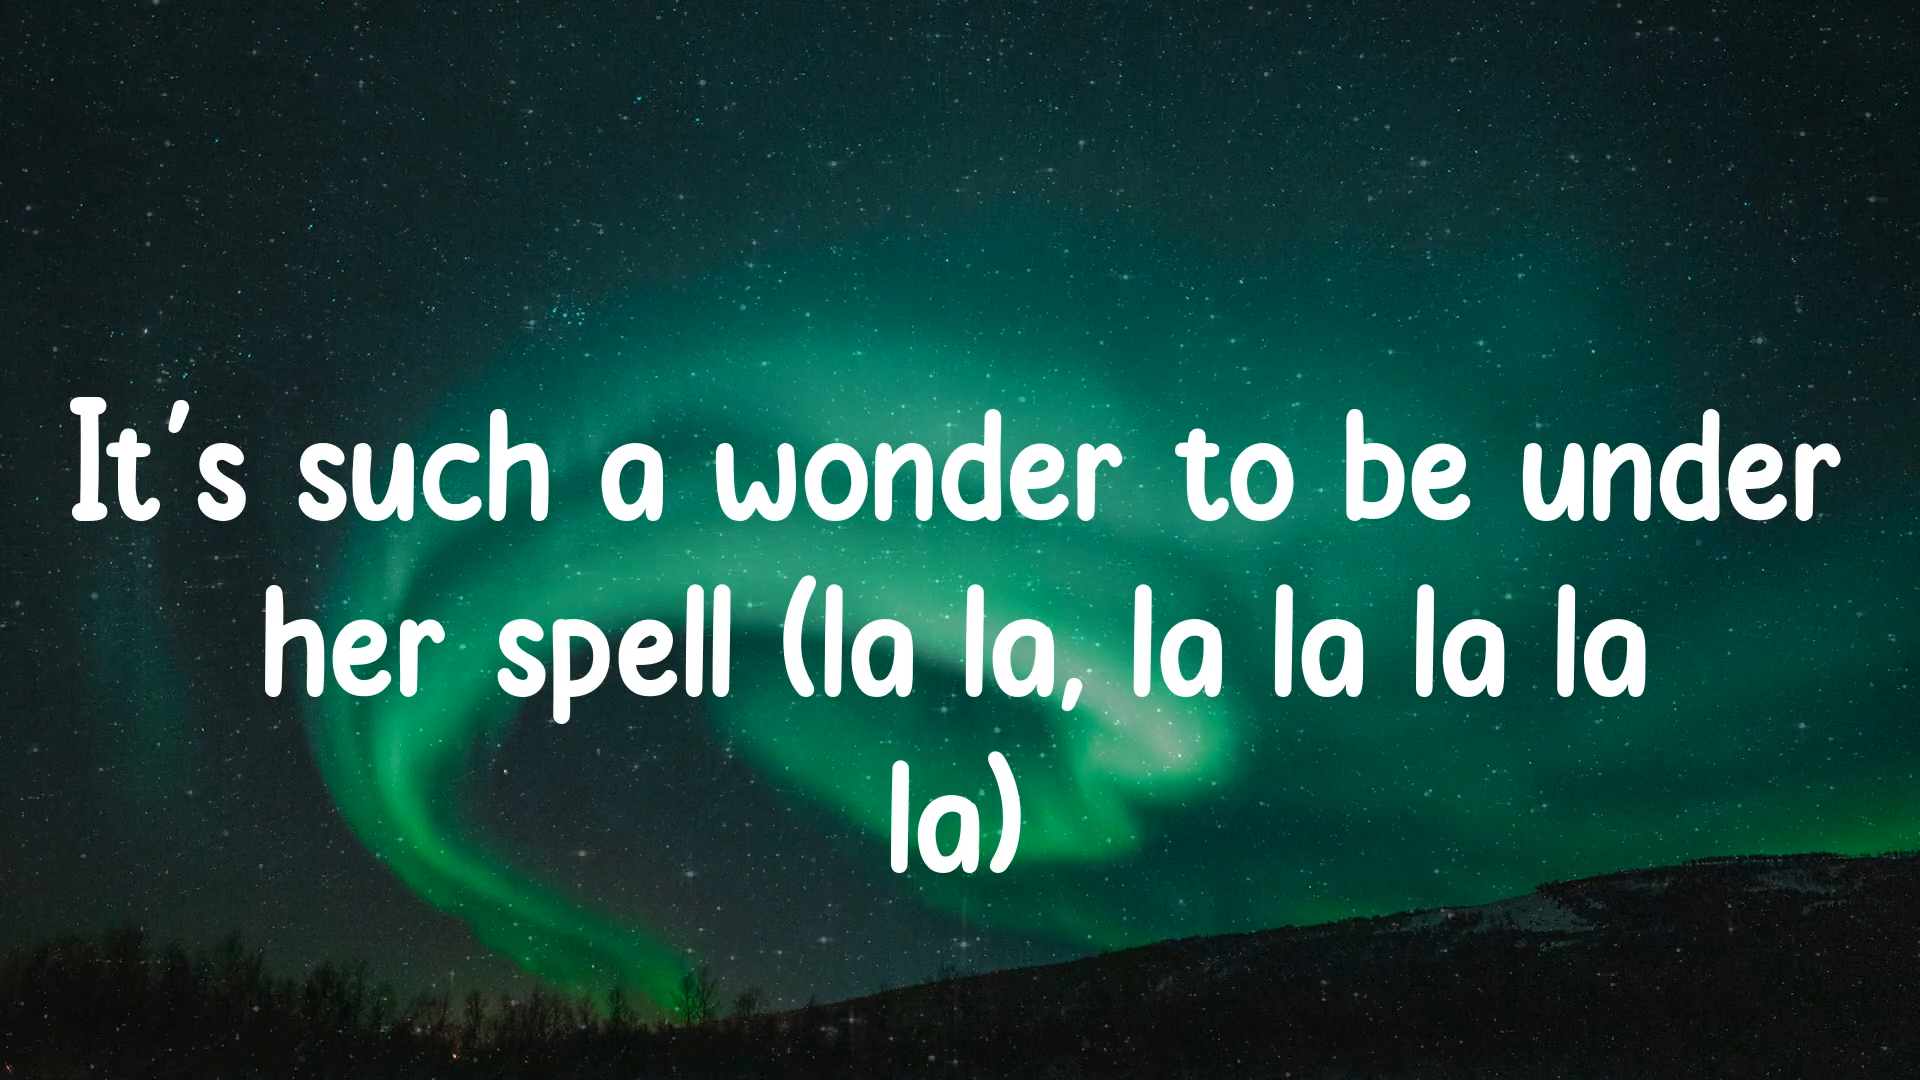 It's such a wonder to be under
her spell (la la, la la la la
la)